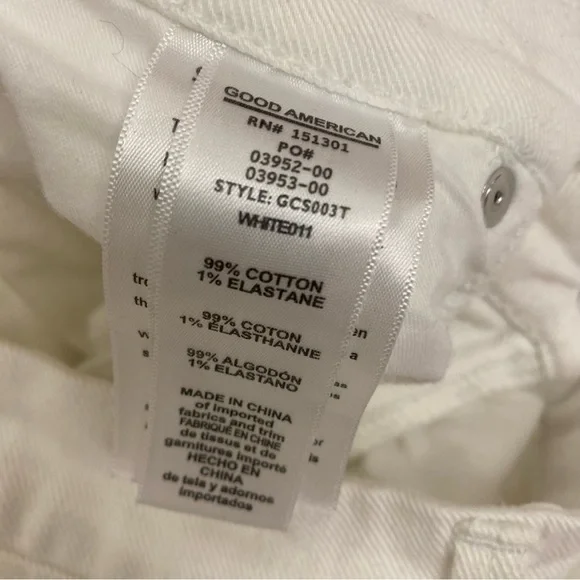 GOOD AMERICAN
RN# 151301
PO#
03952-00
03953-00
STYLE: GCS003T
WHITE011
99% COTTON
1% ELASTANE
99% COTON
1% ÉLASTHANNE
99% ALGODÓN
1% ELASTANO
MADE IN CHINA
of imported
fabrics and trim
FABRIQUÉ EN CHINE
de tissus et de
garnitures importé
HECHO EN
CHINA
de tela y adornos
importados